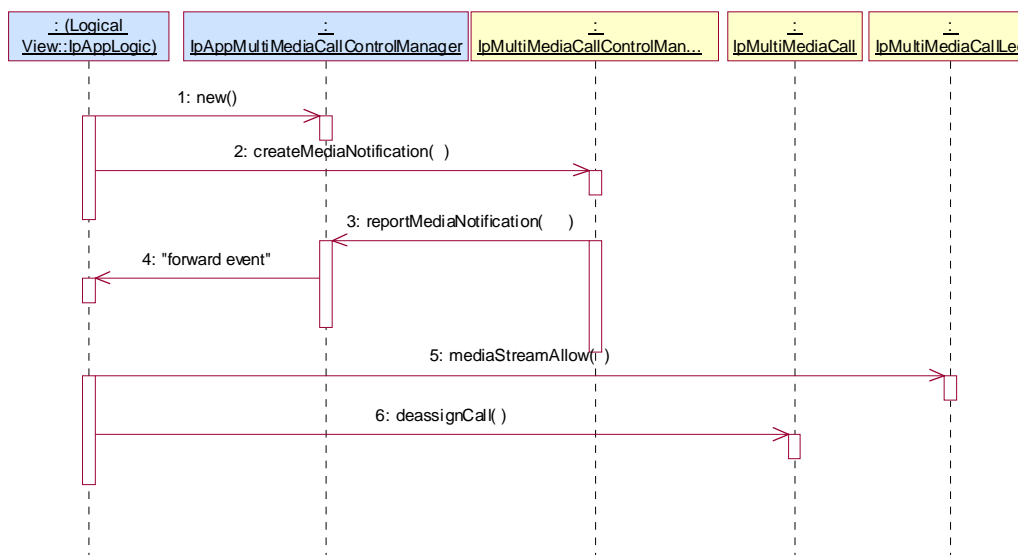 : (Logical
View::IpAppLogic)
:
IpAppMultiMediaCallControlManager
:
IpMultiMediaCallControlMan...
:
IpMultiMediaCall
:
IpMultiMediaCallLe
1: new()
2: createMediaNotification( )
3: reportMediaNotification( )
4: "forward event"
5: mediaStreamAllow( )
6: deassignCall( )